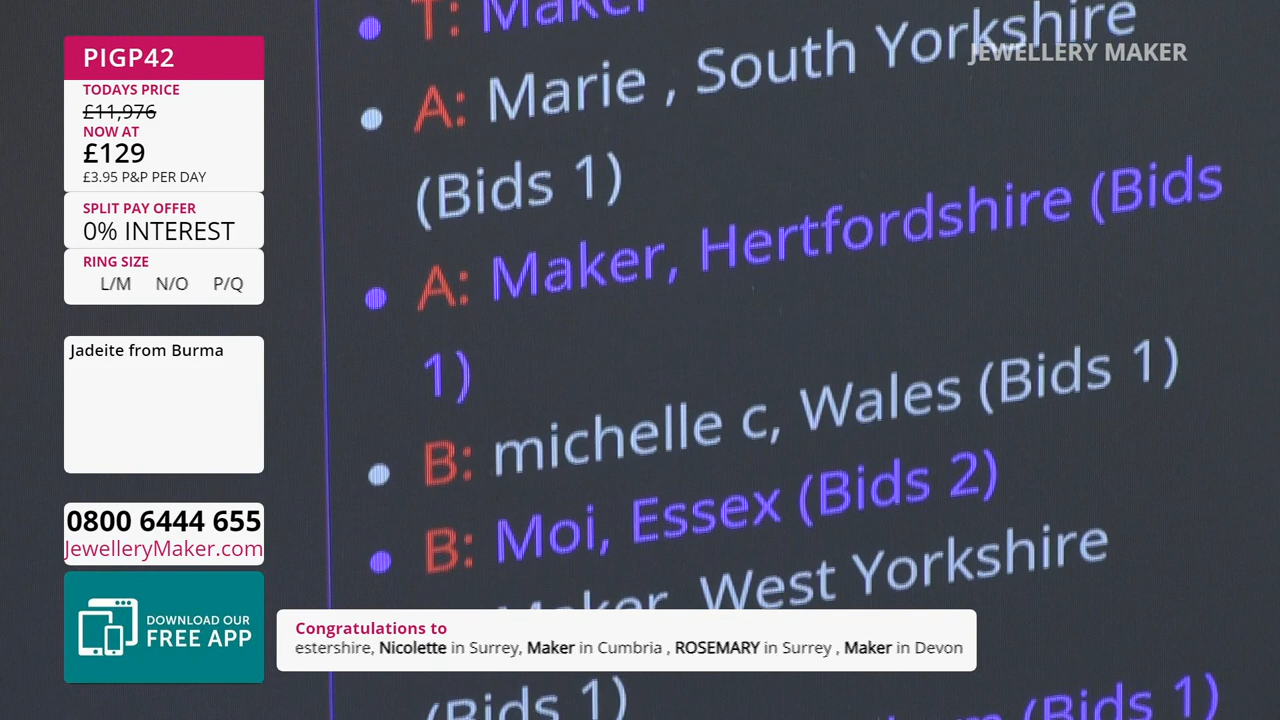 PIGP42
TODAYS PRICE
£11,976
NOW AT
£129
£3.95 P&P PER DAY
SPLIT PAY OFFER
0% INTEREST
RING SIZE
L/M N/O P/Q
Jadeite from Burma
0800 6444 655
JewelleryMaker.com
DOWNLOAD OUR
FREE APP
JEWELLERY MAKER
T: Maker
A: Marie , South Yorkshire
(Bids 1)
A: Maker, Hertfordshire (Bids
1)
B: michelle c, Wales (Bids 1)
B: Moi, Essex (Bids 2)
Maker, West Yorkshire
(Bids 1)
(Bids 1)
Congratulations to
estershire, Nicolette in Surrey, Maker in Cumbria , ROSEMARY in Surrey , Maker in Devon